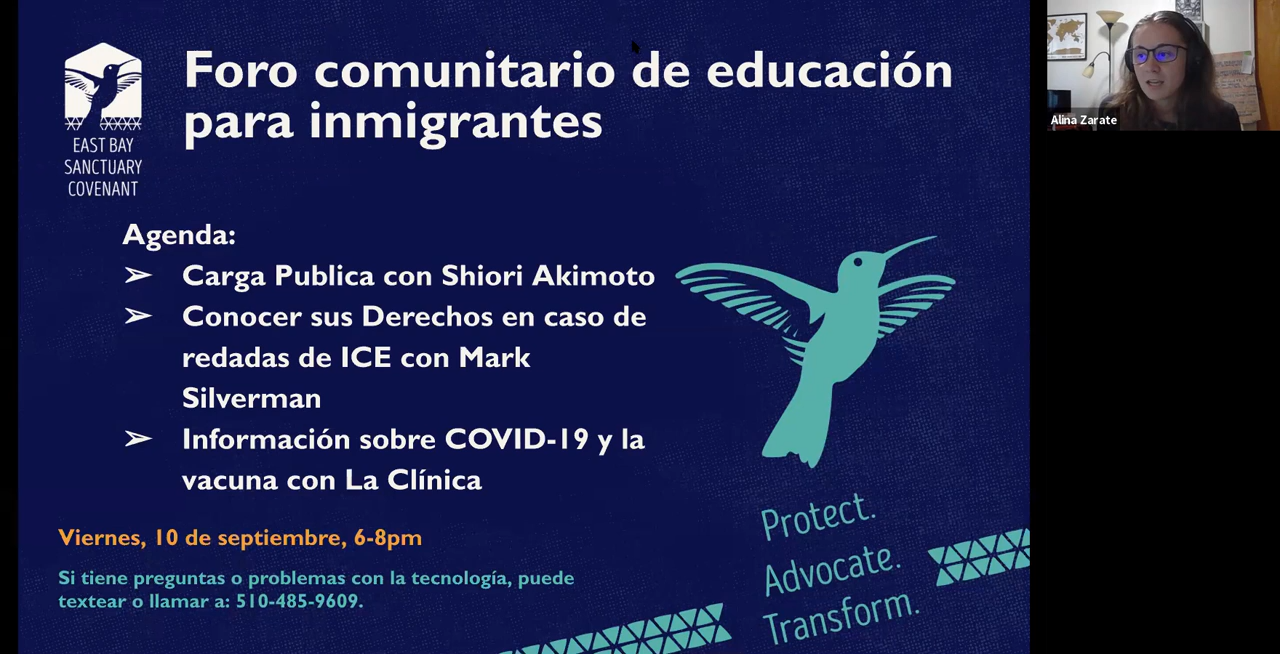 Foro comunitario de educación
para inmigrantes
EAST BAY
SANCTUARY
COVENANT
Agenda:
➢ Carga Publica con Shiori Akimoto
➢ Conocer sus Derechos en caso de
redadas de ICE con Mark
Silverman
➢ Información sobre COVID-19 y la
vacuna con La Clínica
Viernes, 10 de septiembre, 6-8pm
Si tiene preguntas o problemas con la tecnología, puede
textear o llamar a: 510-485-9609.
Protect.
Advocate.
Transform.
Alina Zarate